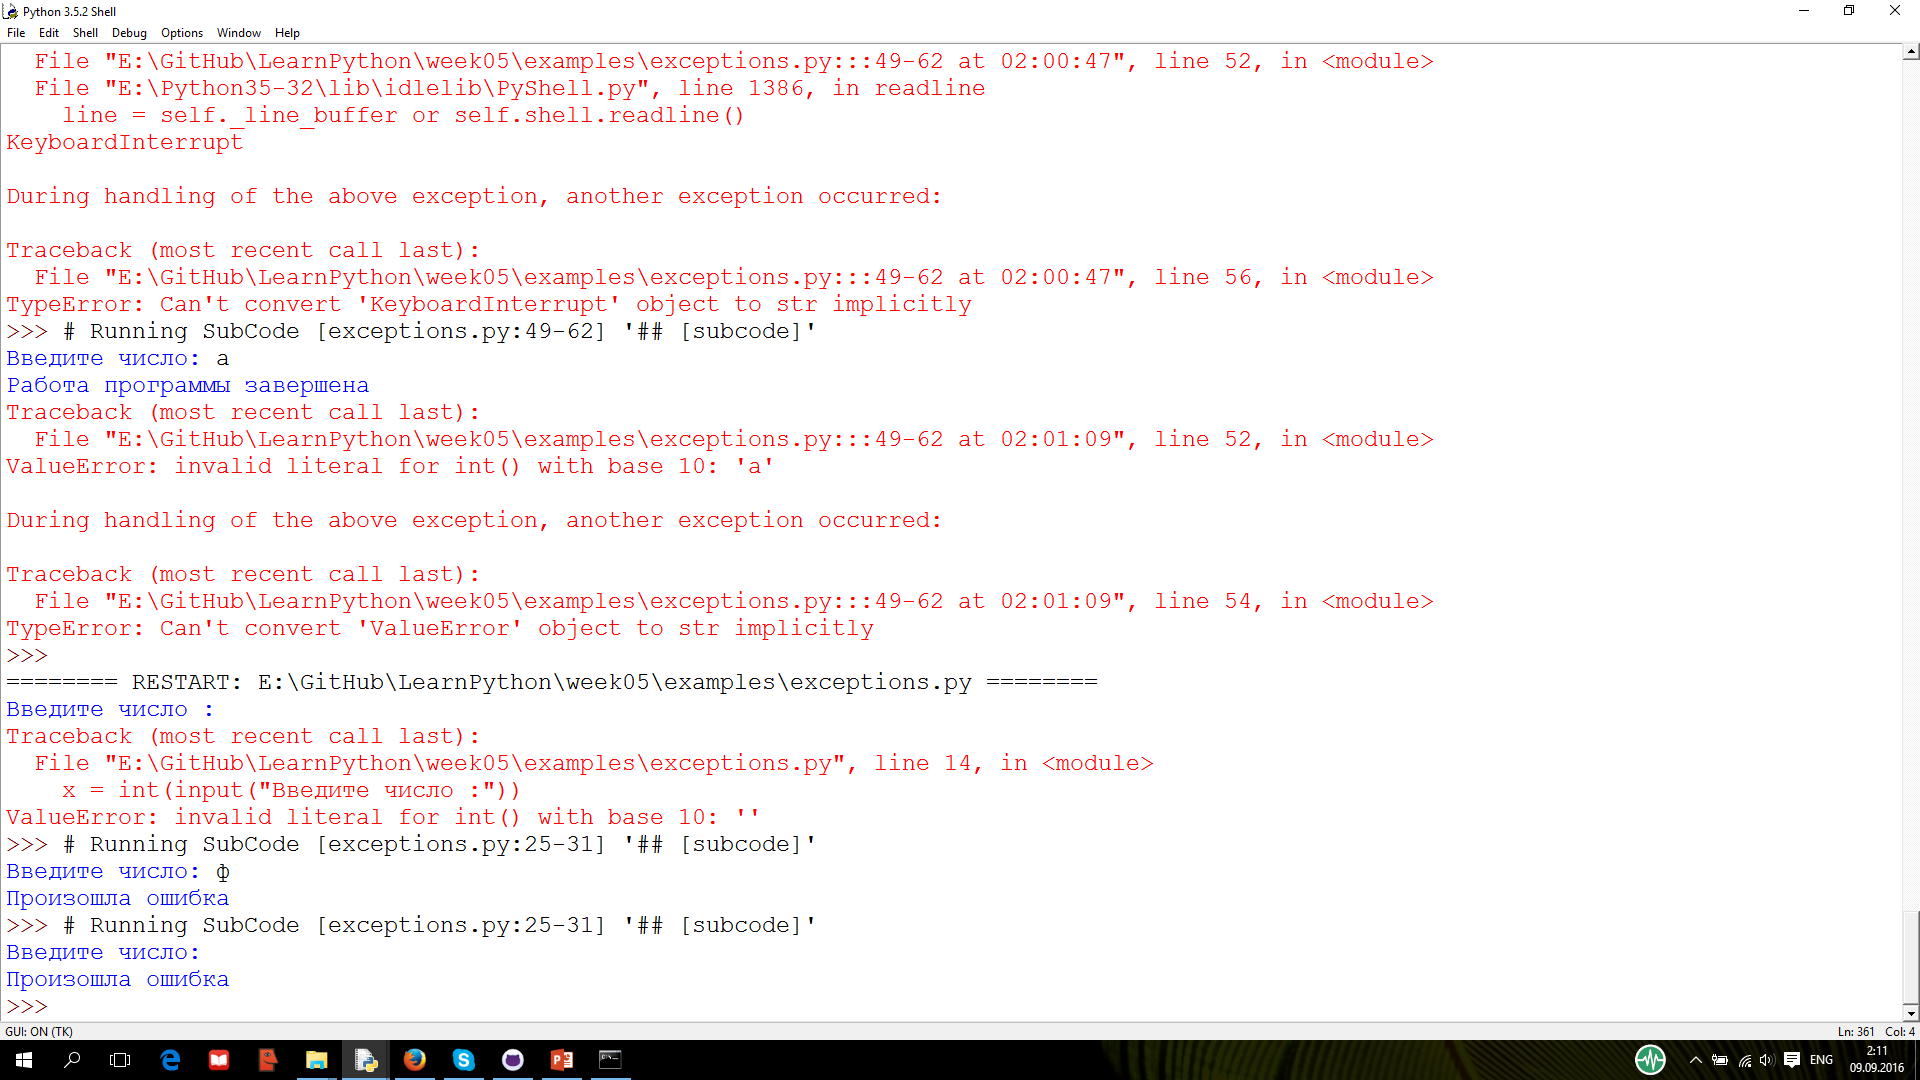 Python 3.5.2 Shell
File Edit Shell Debug Options Window Help
  File "E:\GitHub\LearnPython\week05\examples\exceptions.py:::49-62 at 02:00:47", line 52, in <module>
  File "E:\Python35-32\lib\idlelib\PyShell.py", line 1386, in readline
    line = self._line_buffer or self.shell.readline()
KeyboardInterrupt

During handling of the above exception, another exception occurred:

Traceback (most recent call last):
  File "E:\GitHub\LearnPython\week05\examples\exceptions.py:::49-62 at 02:00:47", line 56, in <module>
TypeError: Can't convert 'KeyboardInterrupt' object to str implicitly
>>> # Running SubCode [exceptions.py:49-62] '## [subcode]'
Введите число: а
Работа программы завершена
Traceback (most recent call last):
  File "E:\GitHub\LearnPython\week05\examples\exceptions.py:::49-62 at 02:01:09", line 52, in <module>
ValueError: invalid literal for int() with base 10: 'а'

During handling of the above exception, another exception occurred:

Traceback (most recent call last):
  File "E:\GitHub\LearnPython\week05\examples\exceptions.py:::49-62 at 02:01:09", line 54, in <module>
TypeError: Can't convert 'ValueError' object to str implicitly
>>>
======== RESTART: E:\GitHub\LearnPython\week05\examples\exceptions.py ========
Введите число :
Traceback (most recent call last):
  File "E:\GitHub\LearnPython\week05\examples\exceptions.py", line 14, in <module>
    x = int(input("Введите число :"))
ValueError: invalid literal for int() with base 10: ''
>>> # Running SubCode [exceptions.py:25-31] '## [subcode]'
Введите число: ф
Произошла ошибка
>>> # Running SubCode [exceptions.py:25-31] '## [subcode]'
Введите число:
Произошла ошибка
>>>
GUI: ON (TK) Ln: 361 Col: 4
ENG
2:11
09.09.2016